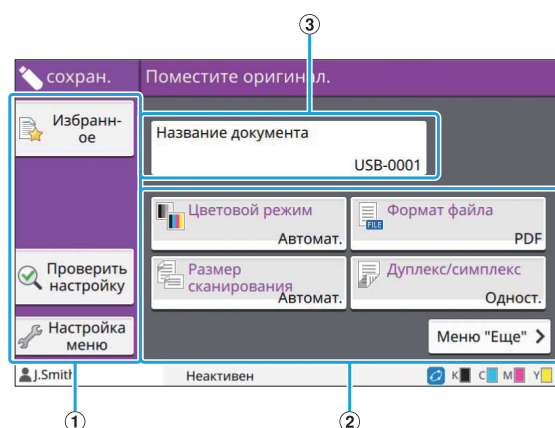 ③
сохран.
Поместите оригинал.
Избранн-
ое
Название документа
USB-0001
Цветовой режим
Автомат.
Формат файла
FILE
PDF
Проверить
настройку
Размер
сканирования
Автомат.
Дуплекс/симплекс
Одност.
Настройка
меню
Меню "Еще"
J.Smith
Неактивен
K C M Y
① ②